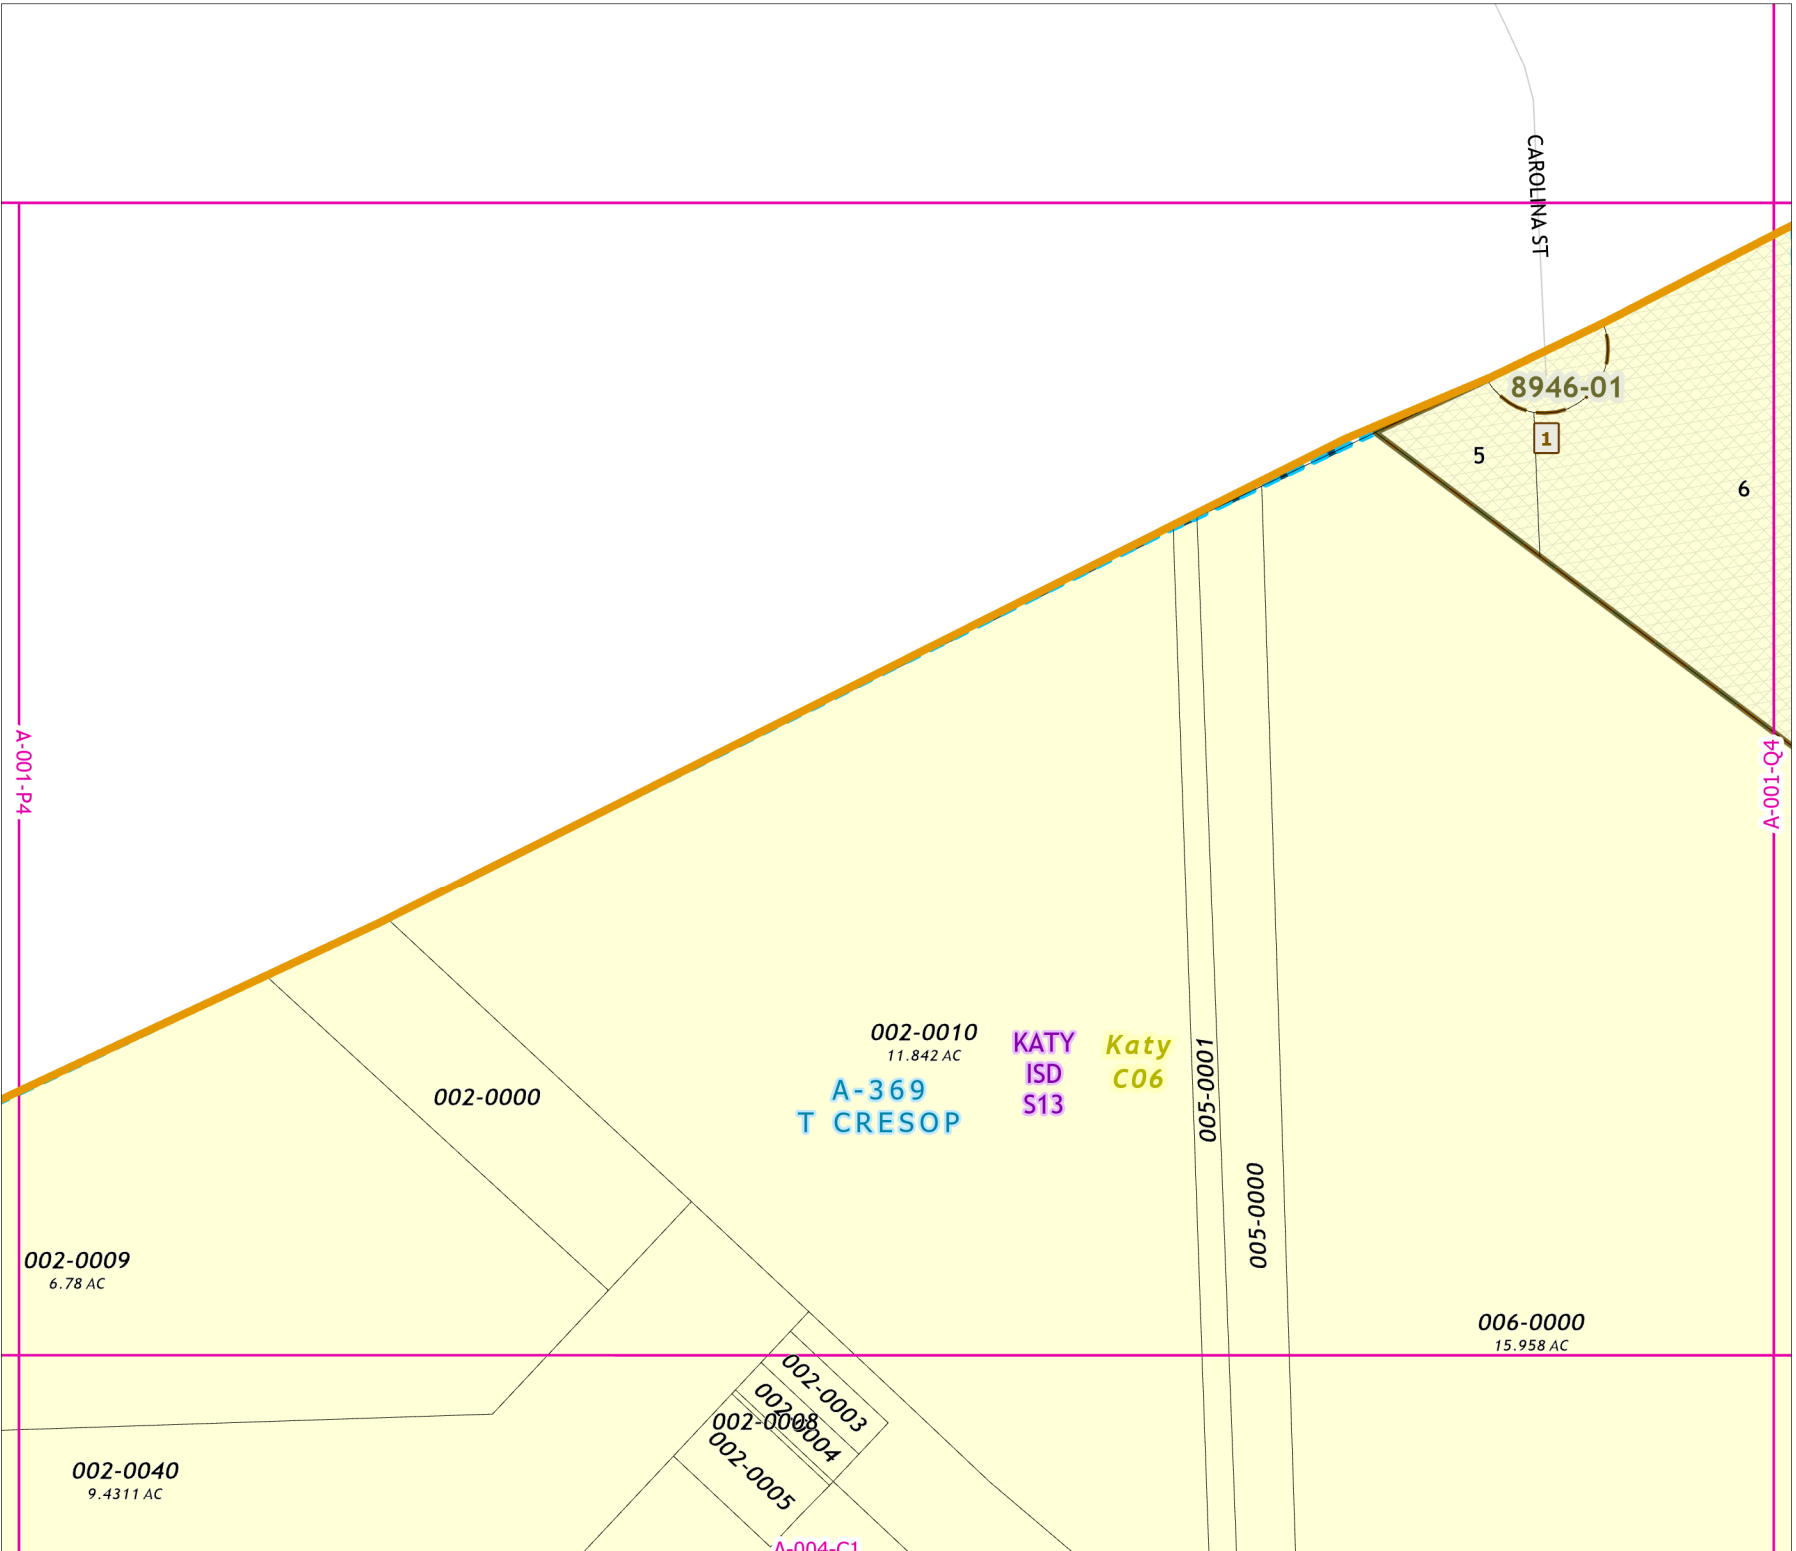 CAROLINA ST
8946-01
1
5
6
A-001-P4
A-001-Q4
002-0010
11.842 AC
KATY
ISD
S13
Katy
C06
A-369
T CRESOP
002-0000
005-0001
005-0000
002-0009
6.78 AC
006-0000
15.958 AC
002-0003
002-0004
002-0008
002-0005
002-0040
9.4311 AC
A-004-C1